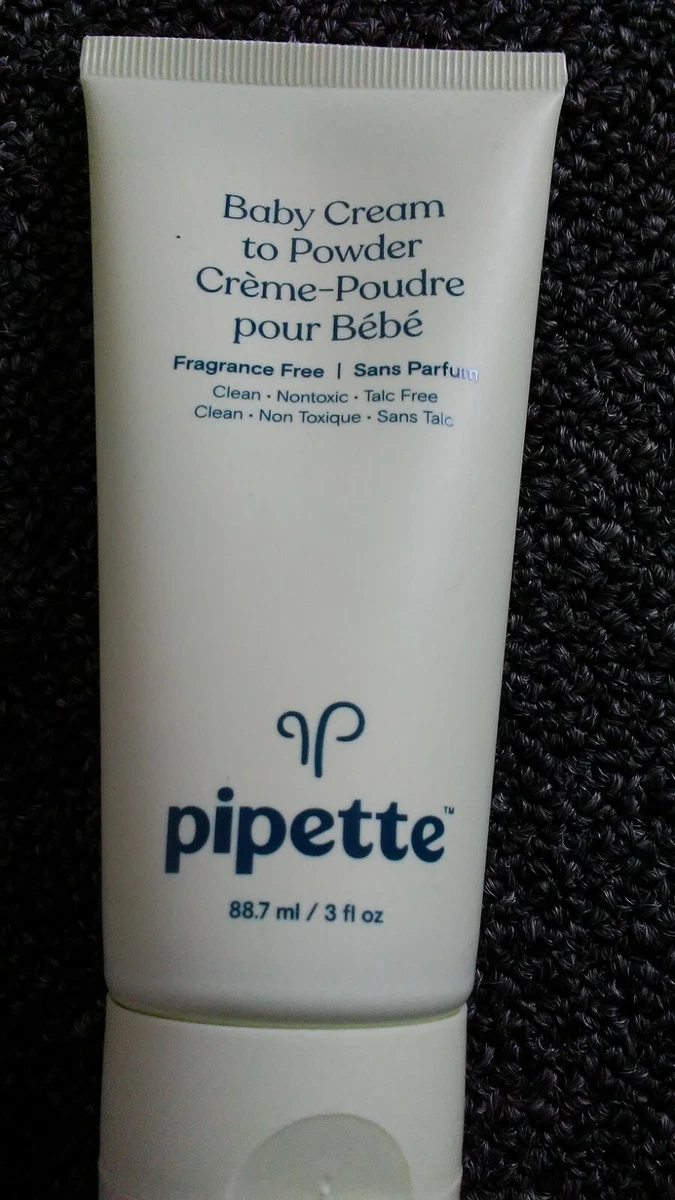 Baby Cream
to Powder
Crème-Poudre
pour Bébé
Fragrance Free | Sans Parfum
Clean · Nontoxic · Talc Free
Clean · Non Toxique · Sans Talc
pipette™
88.7 ml / 3 fl oz